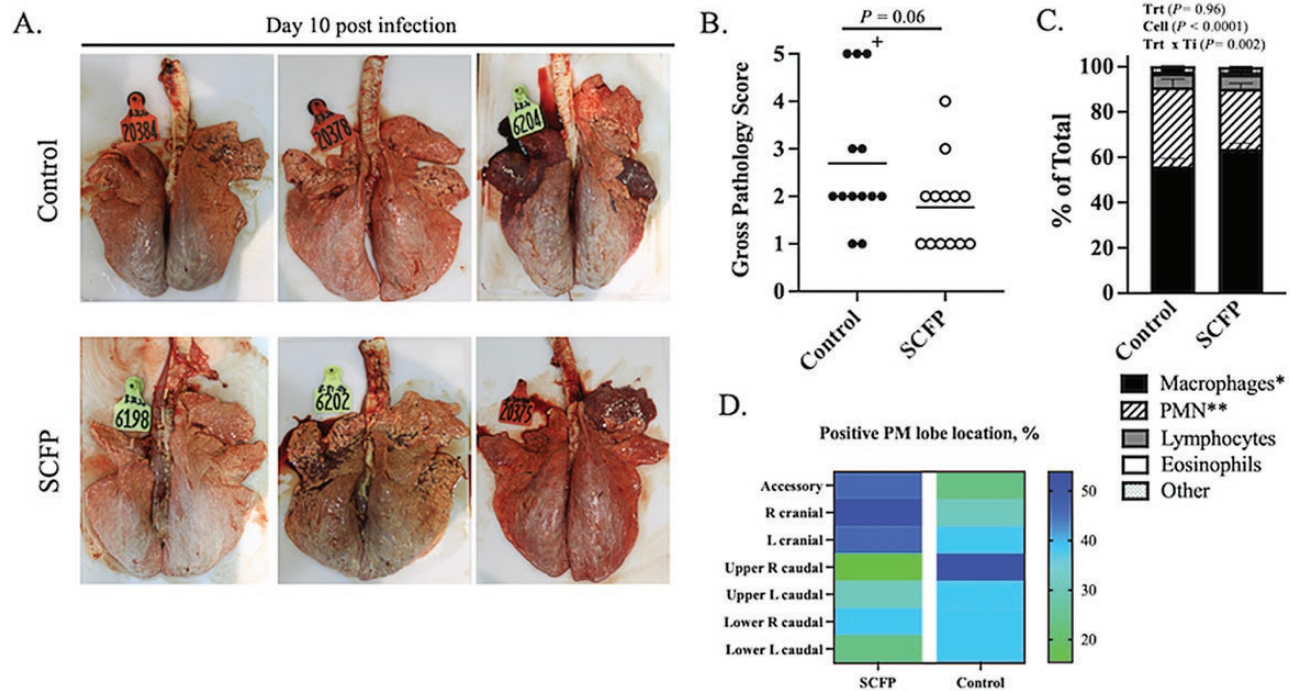 A.
Day 10 post infection
Control
20384
20378
6204
SCFP
6198
6202
20375
B.
P = 0.06
+
Gross Pathology Score
5
4
3
2
1
0
Control
SCFP
C.
Trt (P = 0.96)
Cell (P < 0.0001)
Trt x Ti (P = 0.002)
% of Total
100
80
60
40
20
0
Control
SCFP
Macrophages*
PMN**
Lymphocytes
Eosinophils
Other
D.
Positive PM lobe location, %
Accessory
R cranial
L cranial
Upper R caudal
Upper L caudal
Lower R caudal
Lower L caudal
SCFP
Control
50
40
30
20